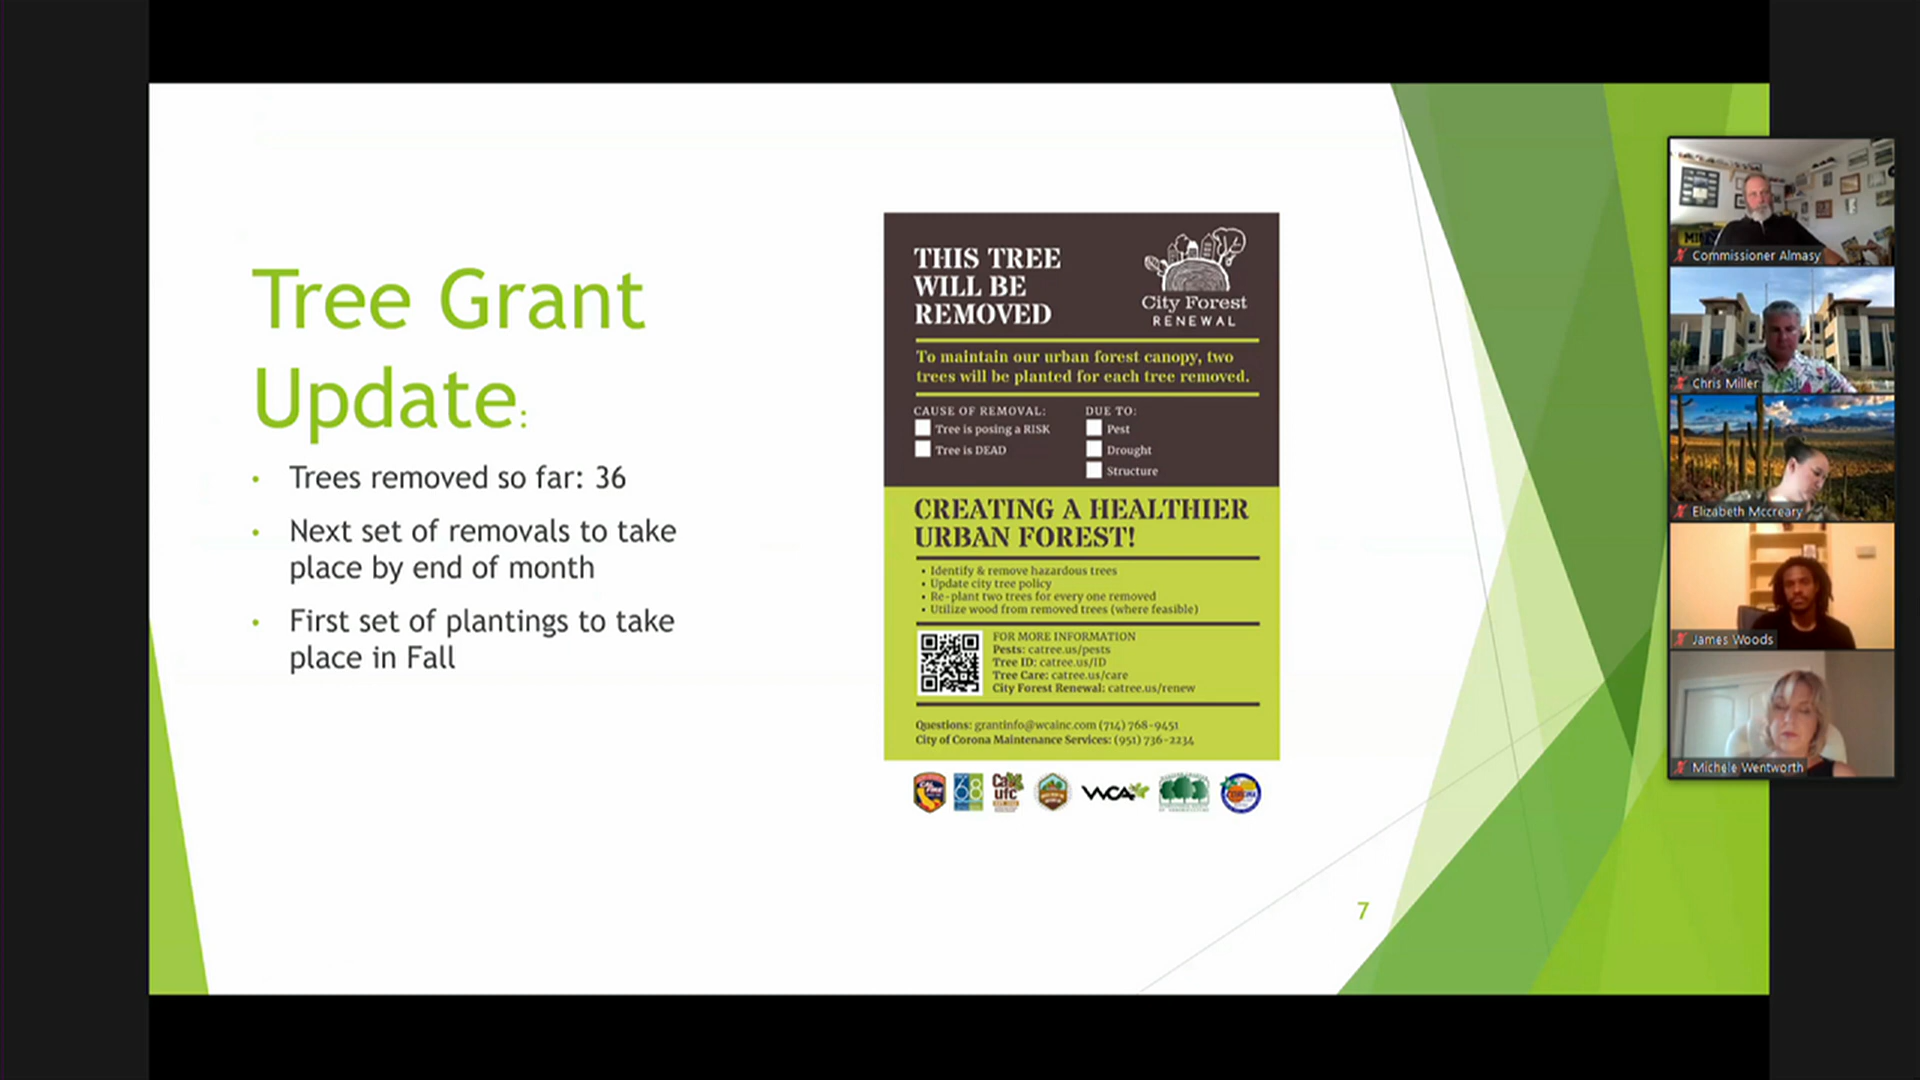 Tree Grant
Update:
• Trees removed so far: 36
• Next set of removals to take
place by end of month
• First set of plantings to take
place in Fall
THIS TREE
WILL BE
REMOVED
City Forest
RENEWAL
To maintain our urban forest canopy, two
trees will be planted for each tree removed.
CAUSE OF REMOVAL:
Tree is posing a RISK
Tree is DEAD
DUE TO:
Pest
Drought
Structure
CREATING A HEALTHIER
URBAN FOREST!
• Identify & remove hazardous trees
• Update city tree policy
• Re-plant two trees for every one removed
• Utilize wood from removed trees (where feasible)
FOR MORE INFORMATION
Pests: catree.us/pests
Tree ID: catree.us/ID
Tree Care: catree.us/care
City Forest Renewal: catree.us/renew
Questions: grantinfo@wcainc.com (714) 768-9451
City of Corona Maintenance Services: (951) 736-2234
68
ufc
WCA
7
Commissioner Almasy
Chris Miller
Elizabeth Mccreary
James Woods
Michele Wentworth